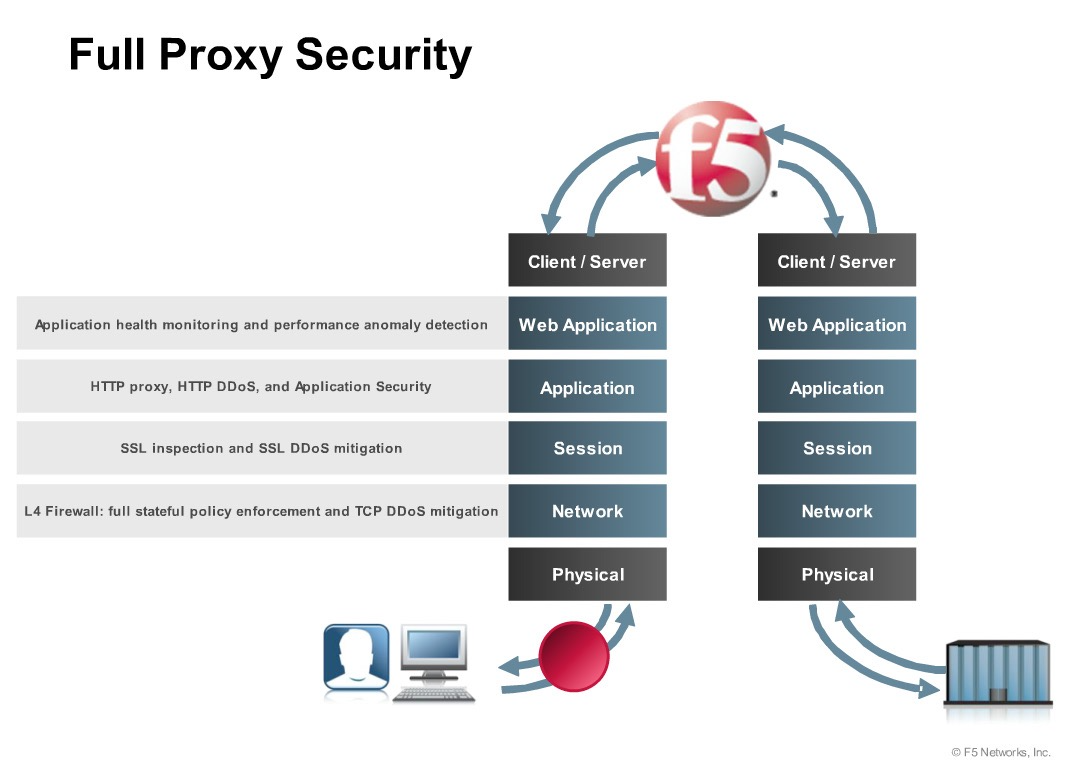 Full Proxy Security
f5
Client / Server
Client / Server
Application health monitoring and performance anomaly detection
Web Application
Web Application
HTTP proxy, HTTP DDoS, and Application Security
Application
Application
SSL inspection and SSL DDoS mitigation
Session
Session
L4 Firewall: full stateful policy enforcement and TCP DDoS mitigation
Network
Network
Physical
Physical
© F5 Networks, Inc.